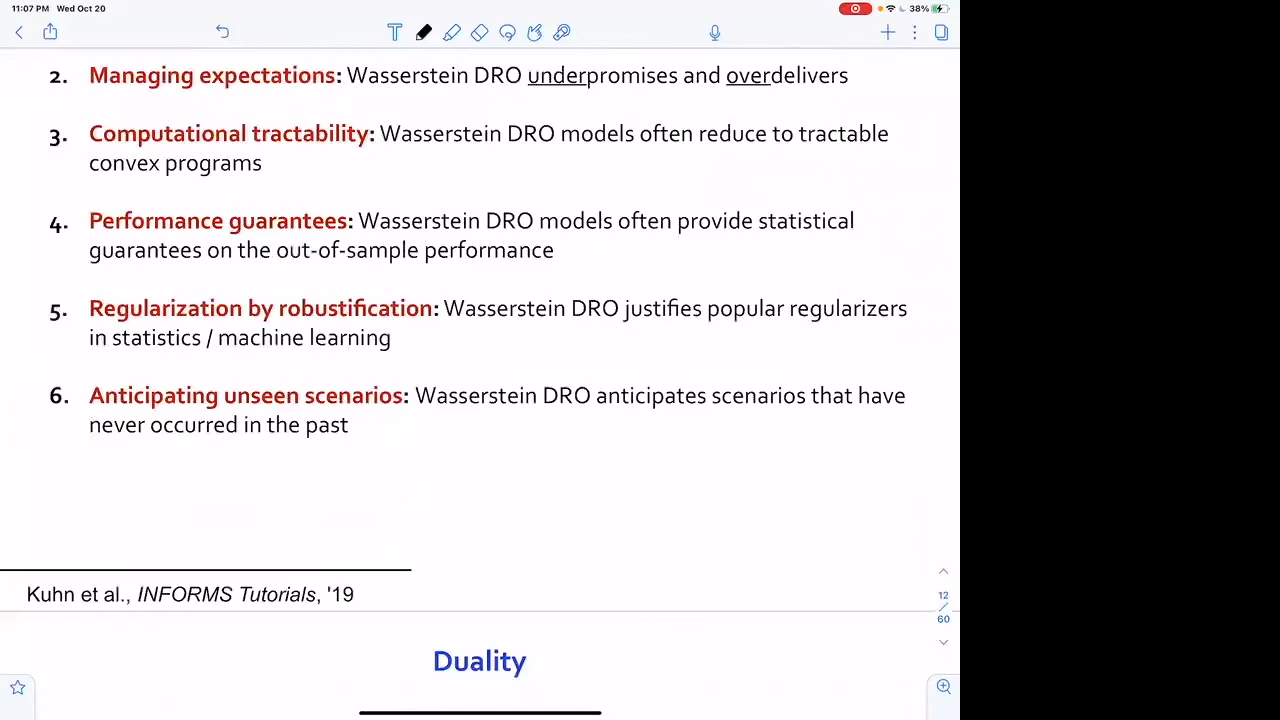 11:07 PM Wed Oct 20
38%
2. Managing expectations: Wasserstein DRO underpromises and overdelivers
3. Computational tractability: Wasserstein DRO models often reduce to tractable
convex programs
4. Performance guarantees: Wasserstein DRO models often provide statistical
guarantees on the out-of-sample performance
5. Regularization by robustification: Wasserstein DRO justifies popular regularizers
in statistics / machine learning
6. Anticipating unseen scenarios: Wasserstein DRO anticipates scenarios that have
never occurred in the past
Kuhn et al., INFORMS Tutorials, '19
12
/
60
Duality